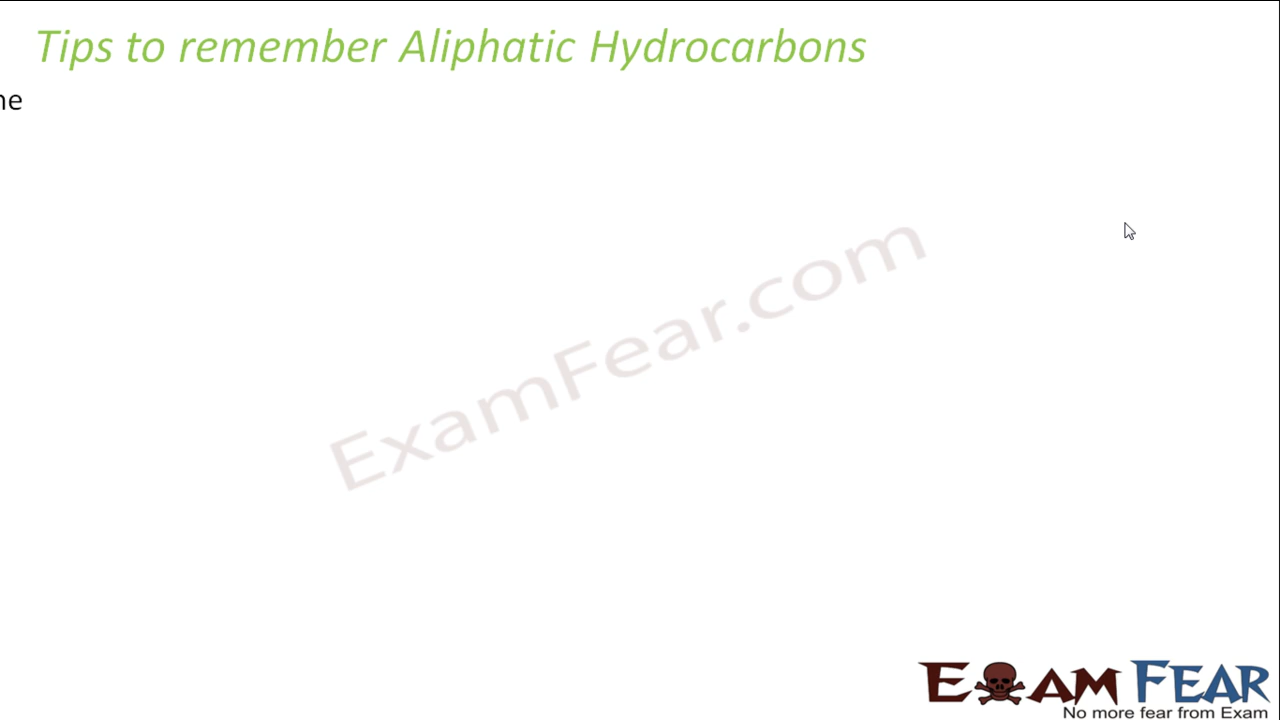 Tips to remember Aliphatic Hydrocarbons
ne
ExamFear.com
EXAM FEAR
No more fear from Exam